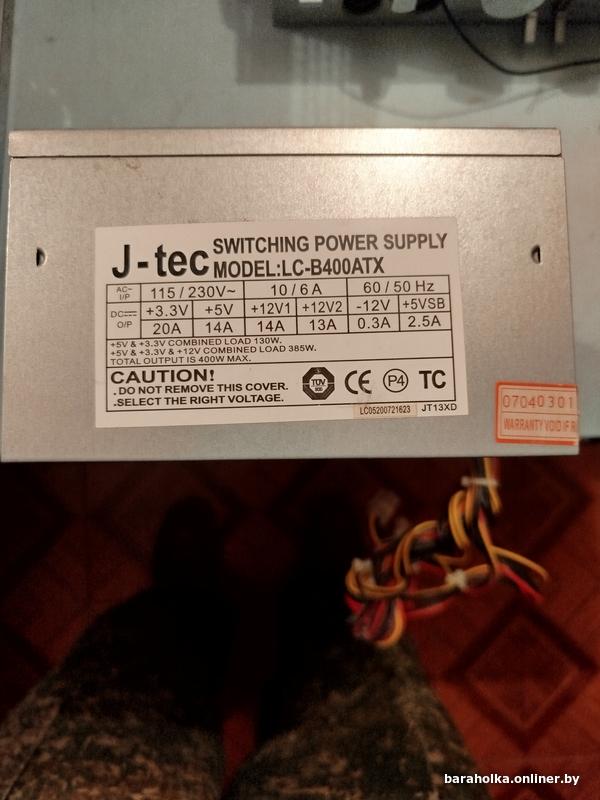 J-tec SWITCHING POWER SUPPLY
MODEL:LC-B400ATX
AC~ I/P 115 / 230V~ 10 / 6 A 60 / 50 Hz
DC O/P +3.3V +5V +12V1 +12V2 -12V +5VSB
20A 14A 14A 13A 0.3A 2.5A
+5V & +3.3V COMBINED LOAD 130W.
+5V & +3.3V & +12V COMBINED LOAD 385W.
TOTAL OUTPUT IS 400W MAX.
CAUTION!
.DO NOT REMOVE THIS COVER.
.SELECT THE RIGHT VOLTAGE.
TÜV CE P4 TC
LC05200721623 JT13XD
07040301
WARRANTY VOID IF R
baraholka.onliner.by